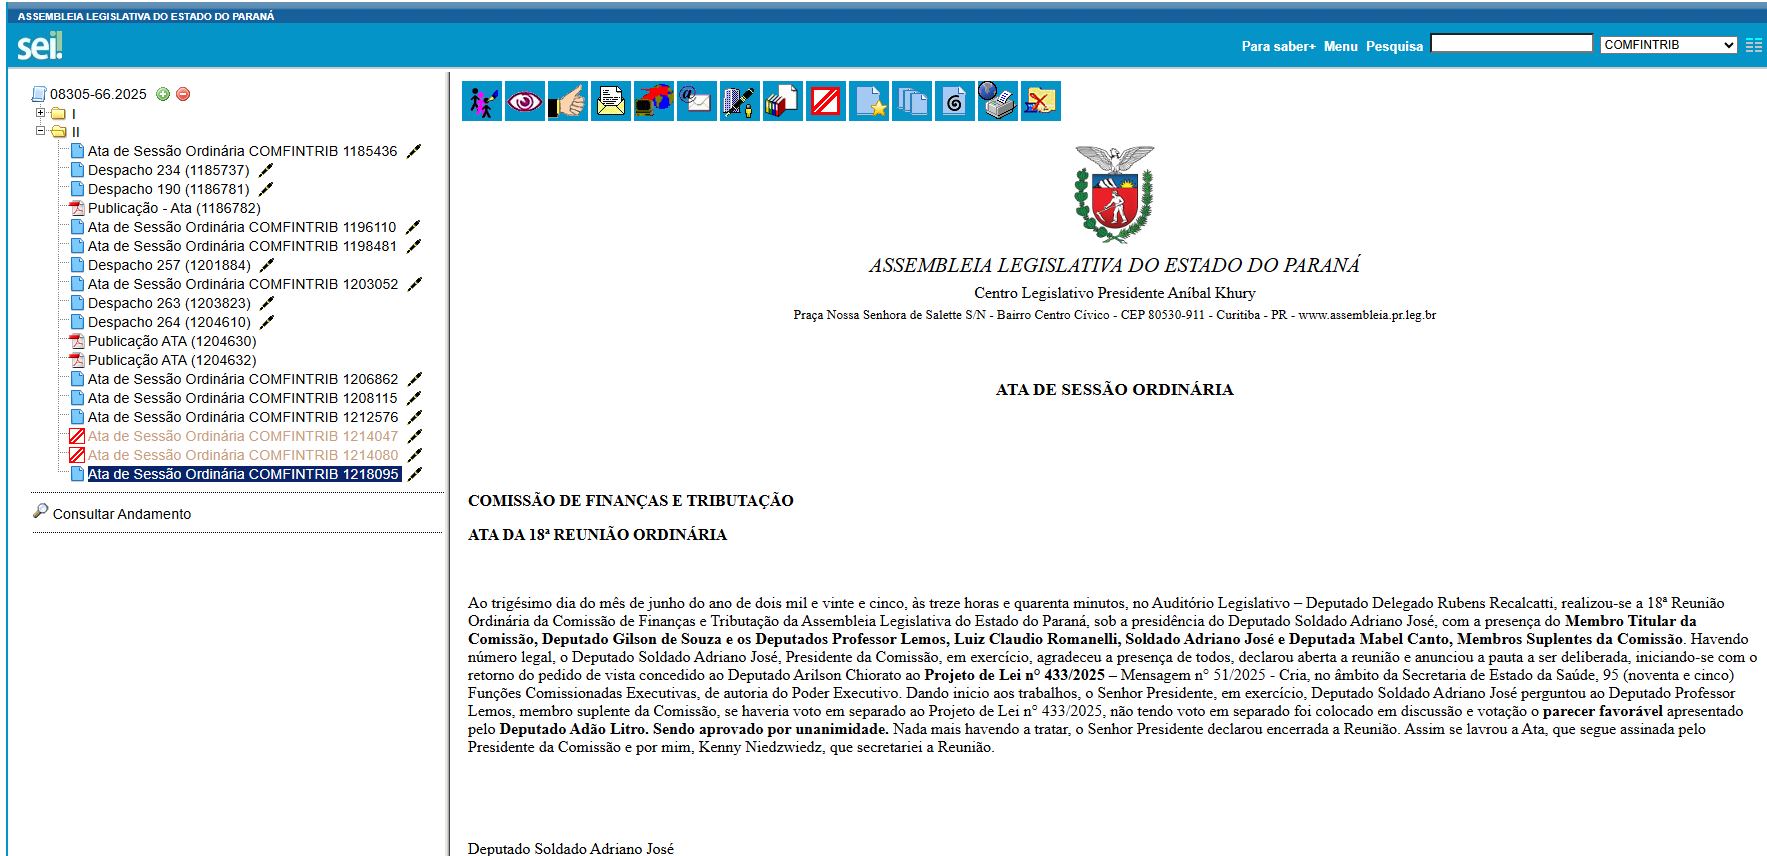 ASSEMBLEIA LEGISLATIVA DO ESTADO DO PARANÁ
sei!
Para saber+ Menu Pesquisa COMFINTRIB
08305-66.2025
I
II
Ata de Sessão Ordinária COMFINTRIB 1185436
Despacho 234 (1185737)
Despacho 190 (1186781)
Publicação - Ata (1186782)
Ata de Sessão Ordinária COMFINTRIB 1196110
Ata de Sessão Ordinária COMFINTRIB 1198481
Despacho 257 (1201884)
Ata de Sessão Ordinária COMFINTRIB 1203052
Despacho 263 (1203823)
Despacho 264 (1204610)
Publicação ATA (1204630)
Publicação ATA (1204632)
Ata de Sessão Ordinária COMFINTRIB 1206862
Ata de Sessão Ordinária COMFINTRIB 1208115
Ata de Sessão Ordinária COMFINTRIB 1212576
Ata de Sessão Ordinária COMFINTRIB 1214047
Ata de Sessão Ordinária COMFINTRIB 1214080
Ata de Sessão Ordinária COMFINTRIB 1218095
Consultar Andamento
ASSEMBLEIA LEGISLATIVA DO ESTADO DO PARANÁ
Centro Legislativo Presidente Aníbal Khury
Praça Nossa Senhora de Salette S/N - Bairro Centro Cívico - CEP 80530-911 - Curitiba - PR - www.assembleia.pr.leg.br
ATA DE SESSÃO ORDINÁRIA
COMISSÃO DE FINANÇAS E TRIBUTAÇÃO
ATA DA 18ª REUNIÃO ORDINÁRIA
Ao trigésimo dia do mês de junho do ano de dois mil e vinte e cinco, às treze horas e quarenta minutos, no Auditório Legislativo – Deputado Delegado Rubens Recalcatti, realizou-se a 18ª Reunião
Ordinária da Comissão de Finanças e Tributação da Assembleia Legislativa do Estado do Paraná, sob a presidência do Deputado Soldado Adriano José, com a presença do Membro Titular da
Comissão, Deputado Gilson de Souza e os Deputados Professor Lemos, Luiz Claudio Romanelli, Soldado Adriano José e Deputada Mabel Canto, Membros Suplentes da Comissão. Havendo
número legal, o Deputado Soldado Adriano José, Presidente da Comissão, em exercício, agradeceu a presença de todos, declarou aberta a reunião e anunciou a pauta a ser deliberada, iniciando-se com o
retorno do pedido de vista concedido ao Deputado Arilson Chiorato ao Projeto de Lei n° 433/2025 – Mensagem n° 51/2025 - Cria, no âmbito da Secretaria de Estado da Saúde, 95 (noventa e cinco)
Funções Comissionadas Executivas, de autoria do Poder Executivo. Dando inicio aos trabalhos, o Senhor Presidente, em exercício, Deputado Soldado Adriano José perguntou ao Deputado Professor
Lemos, membro suplente da Comissão, se haveria voto em separado ao Projeto de Lei n° 433/2025, não tendo voto em separado foi colocado em discussão e votação o parecer favorável apresentado
pelo Deputado Adão Litro. Sendo aprovado por unanimidade. Nada mais havendo a tratar, o Senhor Presidente declarou encerrada a Reunião. Assim se lavrou a Ata, que segue assinada pelo
Presidente da Comissão e por mim, Kenny Niedzwiedz, que secretariei a Reunião.
Deputado Soldado Adriano José